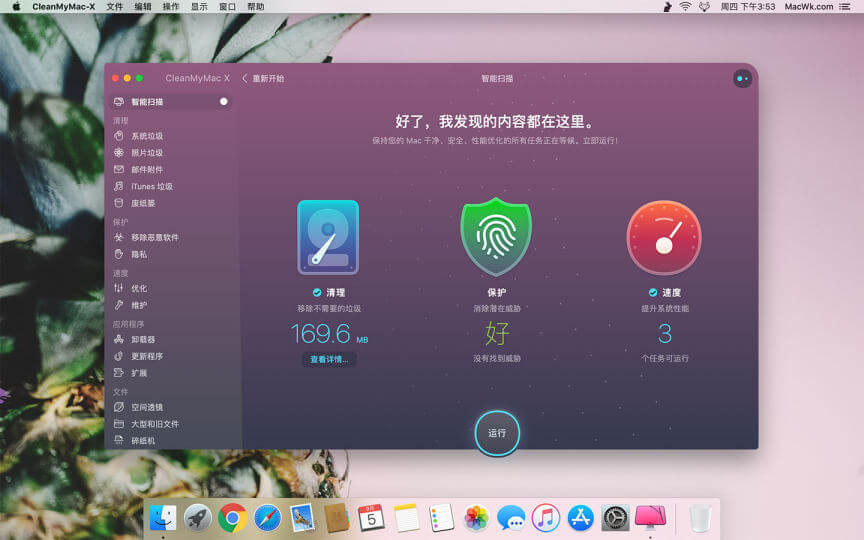 CleanMyMac-X 文件 编辑 操作 显示 窗口 帮助 周四 下午3:53 MacWk.com
CleanMyMac X 重新开始 智能扫描
智能扫描
清理
系统垃圾
照片垃圾
邮件附件
iTunes 垃圾
废纸篓
保护
移除恶意软件
隐私
速度
优化
维护
应用程序
卸载器
更新程序
扩展
文件
空间透镜
大型和旧文件
碎纸机
好了，我发现的内容都在这里。
保持您的 Mac 干净、安全、性能优化的所有任务正在等候。立即运行！
清理
移除不需要的垃圾
169.6 MB
查看详情...
保护
消除潜在威胁
好
没有找到威胁
速度
提升系统性能
3
个任务可运行
运行
5